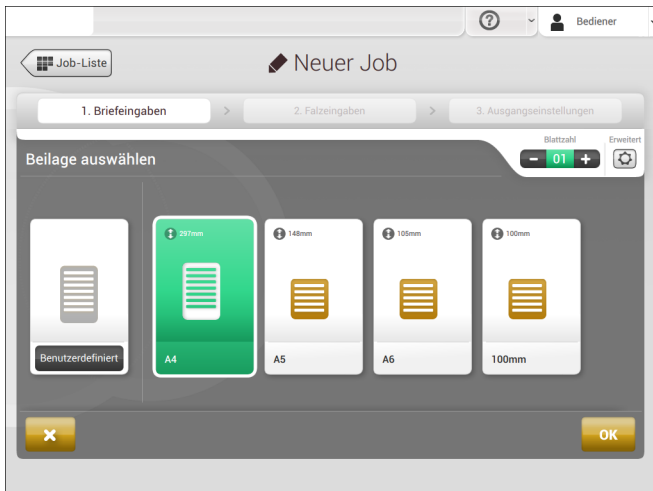 Bediener
Job-Liste
Neuer Job
1. Briefeingaben > 2. Falzeingaben > 3. Ausgangseinstellungen
Blattzahl
Erweitert
Beilage auswählen
- 01 +
297mm
148mm
105mm
100mm
Benutzerdefiniert
A4
A5
A6
100mm
OK